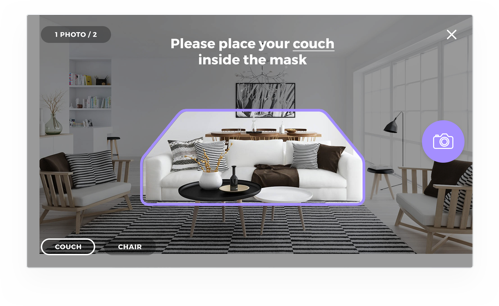 1 PHOTO / 2
Please place your couch
inside the mask
COUCH
CHAIR